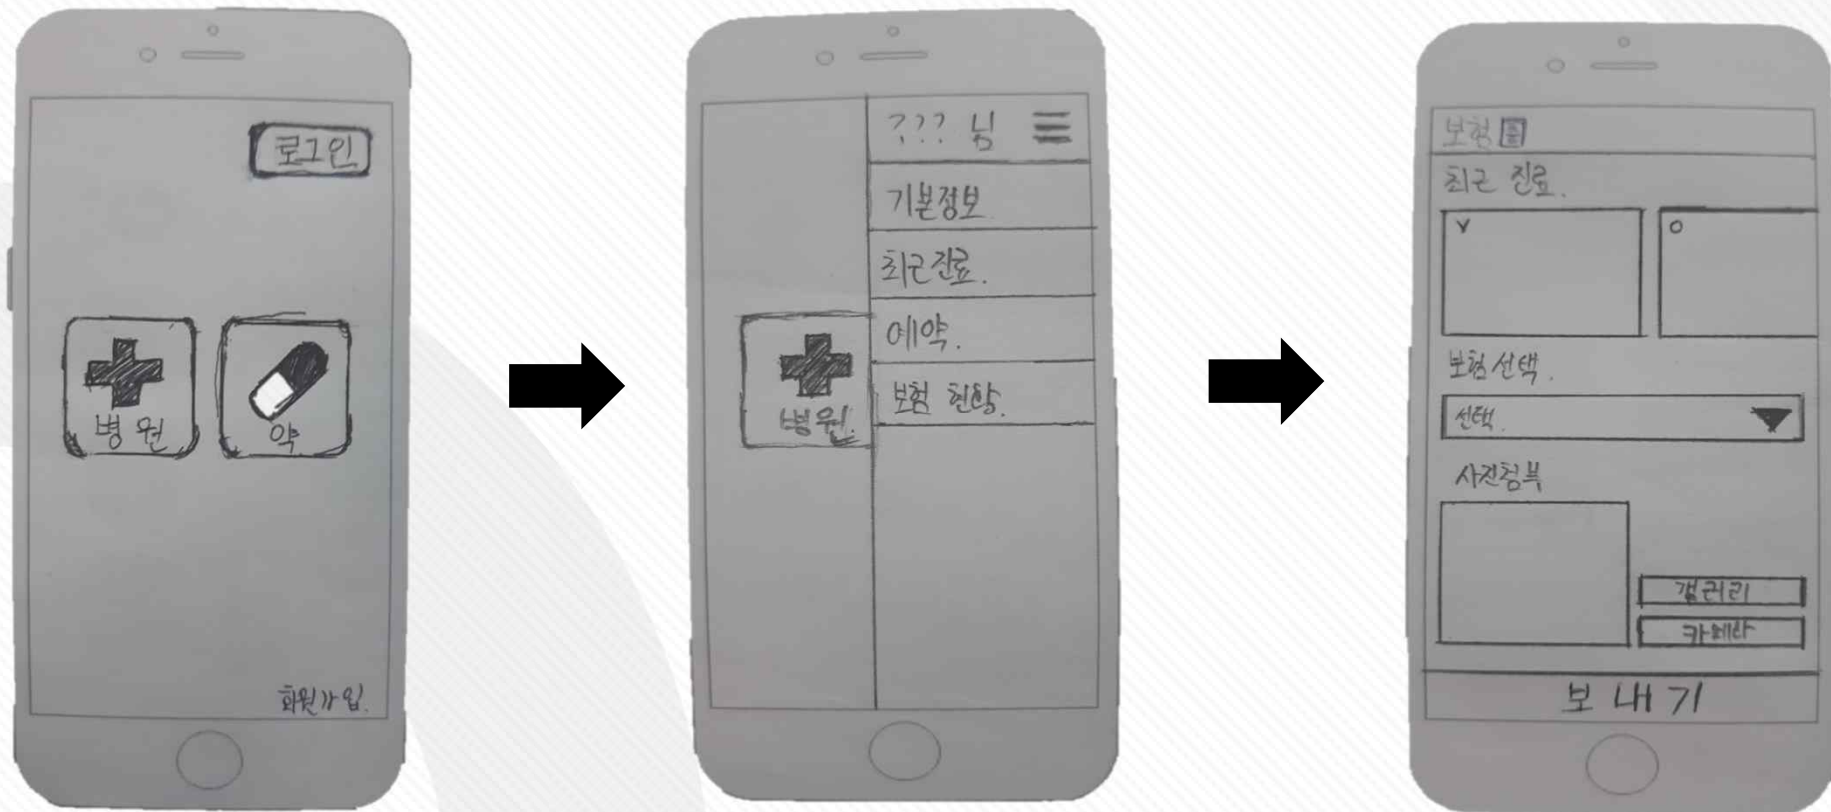 로그인
병원
약
회원가입.
??? 님
기본정보
최근진료.
예약.
보험 현황.
병원.
보험
최근 진료.
보험 선택.
선택.
사진첨부
갤러리
카메라
보내기